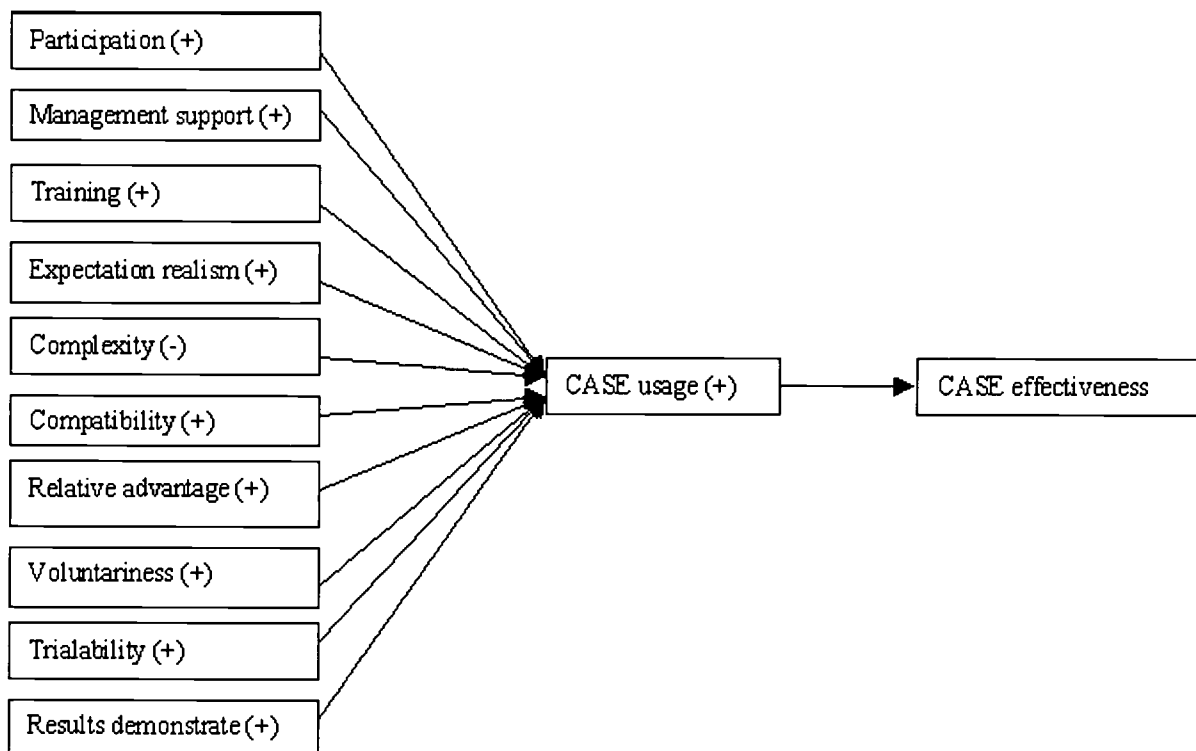 Participation (+)
Management support (+)
Training (+)
Expectation realism (+)
Complexity (-)
Compatibility (+)
Relative advantage (+)
Voluntariness (+)
Trialability (+)
Results demonstrate (+)
CASE usage (+)
CASE effectiveness